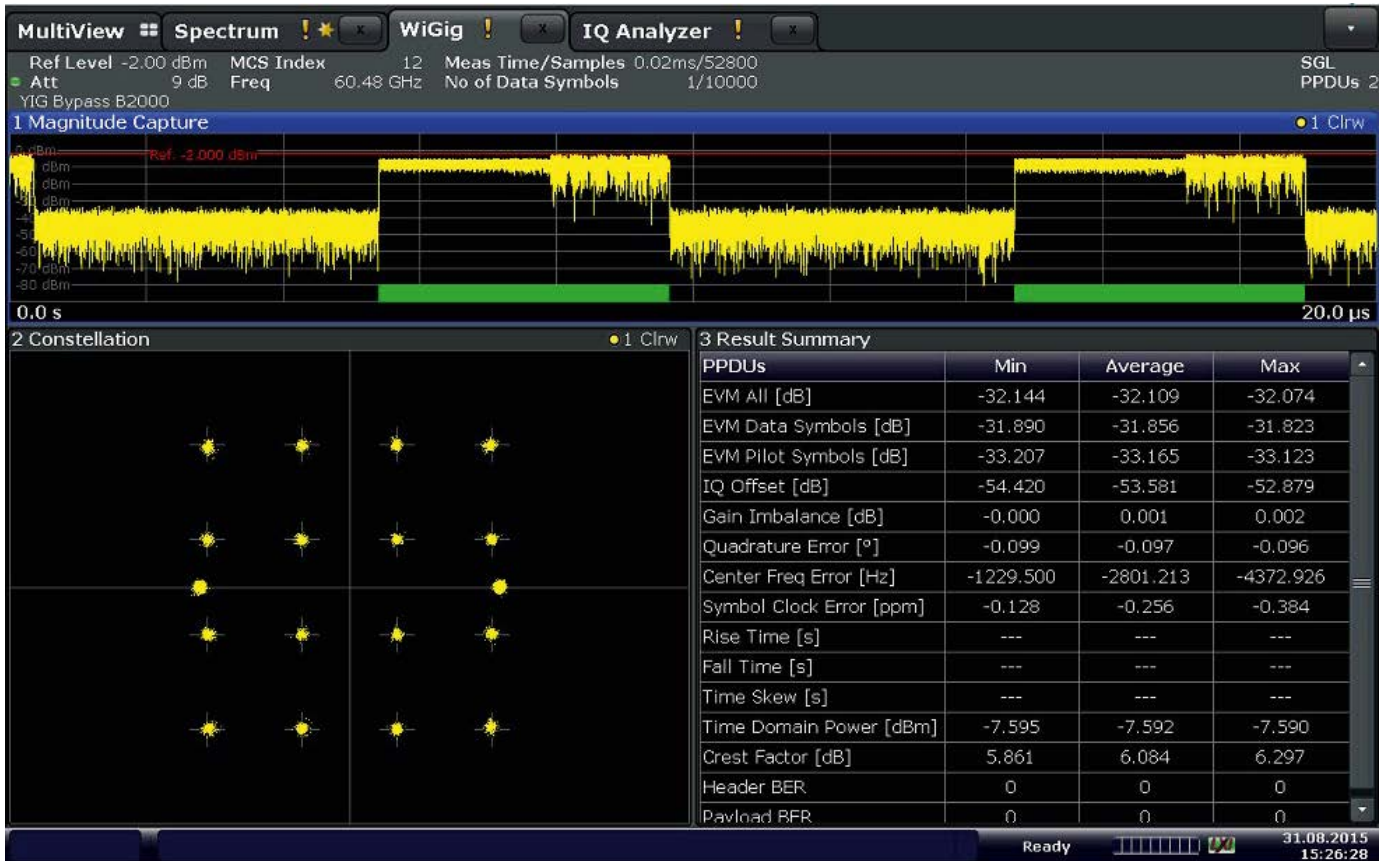 MultiView Spectrum ! x WiGig ! x IQ Analyzer ! x
Ref Level -2.00 dBm MCS Index 12 Meas Time/Samples 0.02ms/52800 SGL
Att 9 dB Freq 60.48 GHz No of Data Symbols 1/10000 PPDUs 2
YIG Bypass B2000
1 Magnitude Capture 1 Clrw
0 dBm
Ref. -2.000 dBm
dBm
dBm
dBm
-70 dBm
-80 dBm
0.0 s 20.0 µs
2 Constellation 1 Clrw
3 Result Summary
PPDUs Min Average Max
EVM All [dB] -32.144 -32.109 -32.074
EVM Data Symbols [dB] -31.890 -31.856 -31.823
EVM Pilot Symbols [dB] -33.207 -33.165 -33.123
IQ Offset [dB] -54.420 -53.581 -52.879
Gain Imbalance [dB] -0.000 0.001 0.002
Quadrature Error [º] -0.099 -0.097 -0.096
Center Freq Error [Hz] -1229.500 -2801.213 -4372.926
Symbol Clock Error [ppm] -0.128 -0.256 -0.384
Rise Time [s] --- --- ---
Fall Time [s] --- --- ---
Time Skew [s] --- --- ---
Time Domain Power [dBm] -7.595 -7.592 -7.590
Crest Factor [dB] 5.861 6.084 6.297
Header BER 0 0 0
Payload BER 0 0 0
Ready 31.08.2015
15:26:28